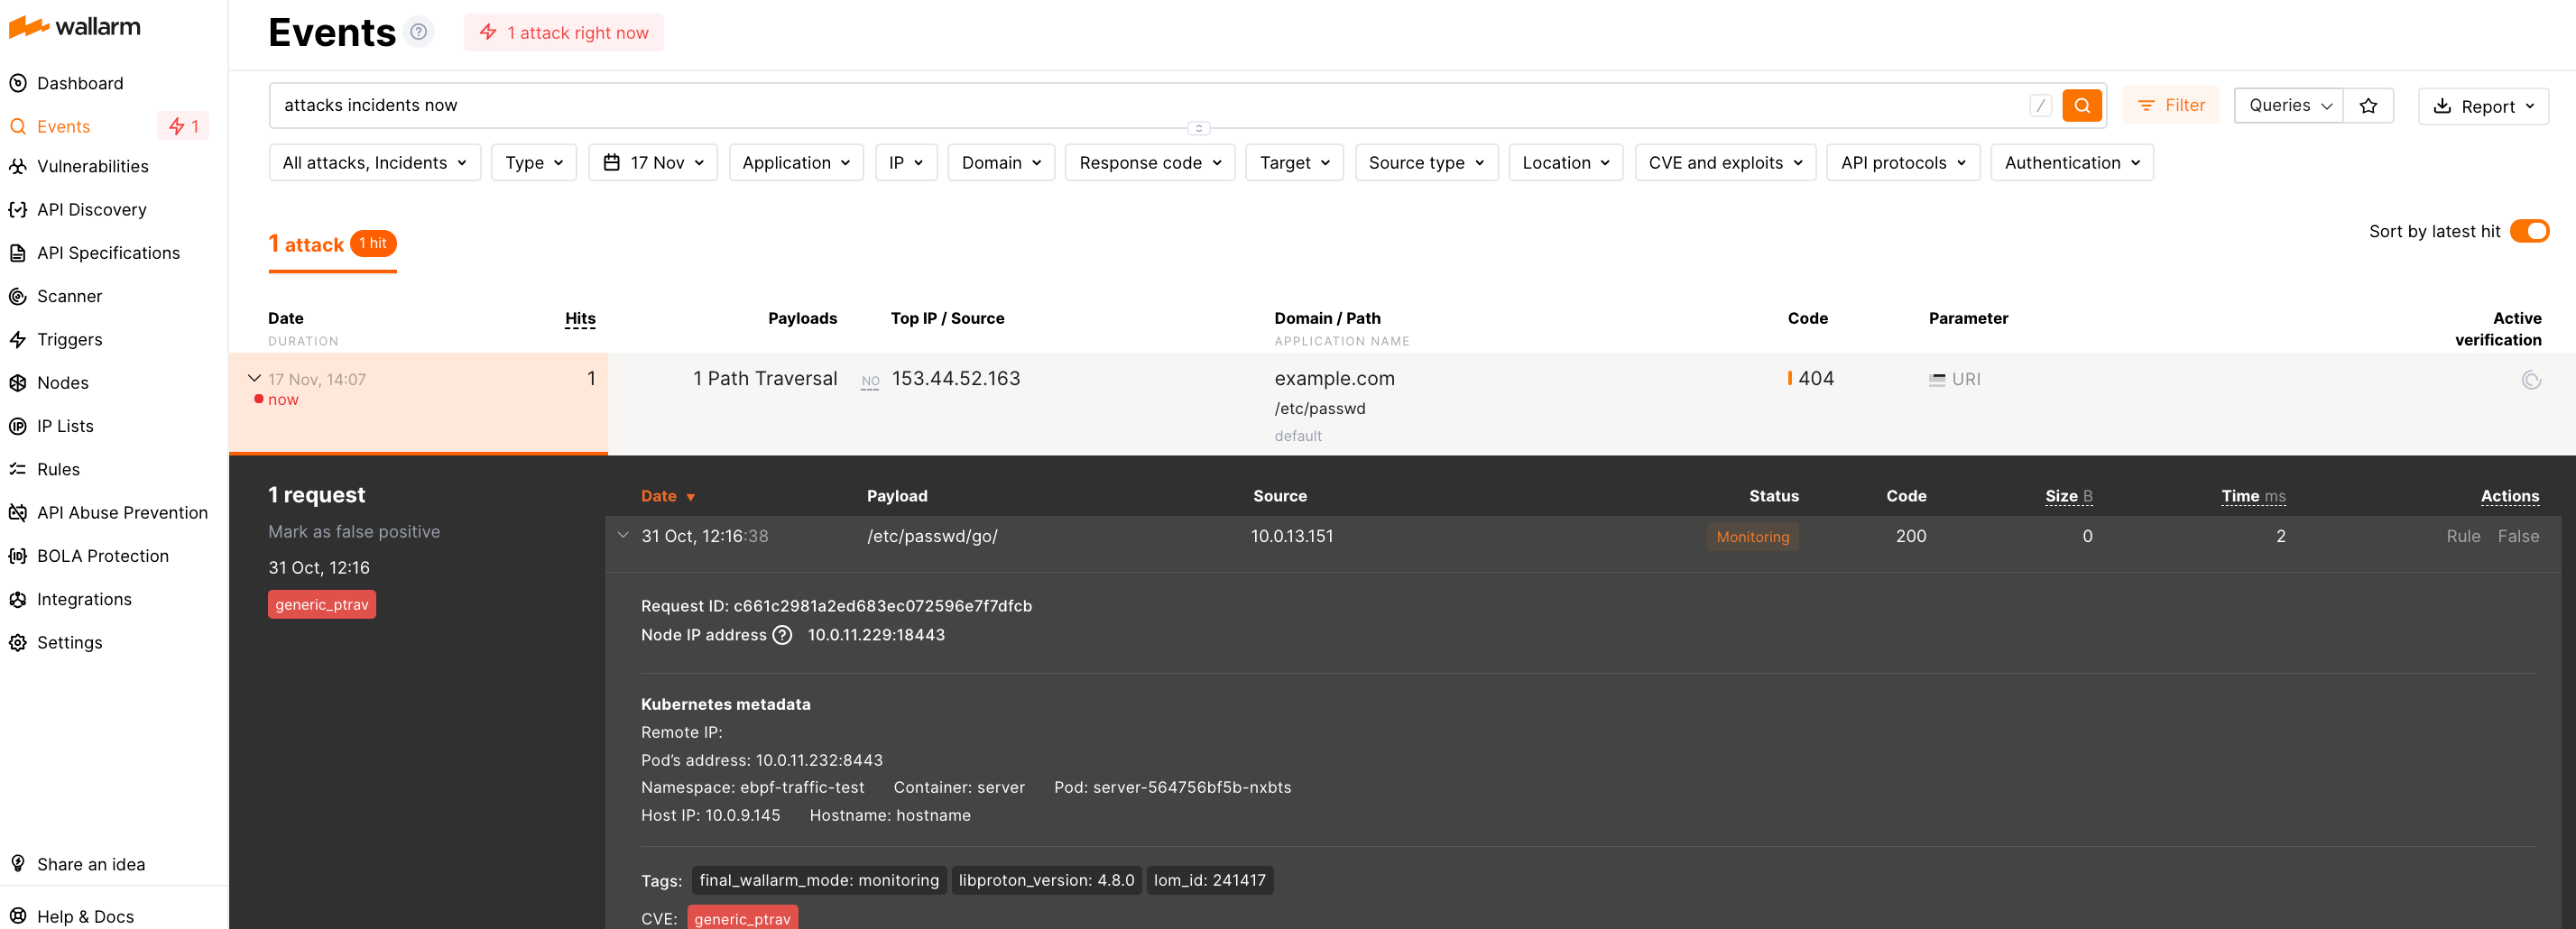 wallarm
Dashboard
Events 1
Vulnerabilities
API Discovery
API Specifications
Scanner
Triggers
Nodes
IP Lists
Rules
API Abuse Prevention
BOLA Protection
Integrations
Settings
Share an idea
Help & Docs
Events ? 1 attack right now
attacks incidents now / Filter Queries Report
All attacks, Incidents Type 17 Nov Application IP Domain Response code Target Source type Location CVE and exploits API protocols Authentication
1 attack 1 hit Sort by latest hit
Date Hits Payloads Top IP / Source Domain / Path Code Parameter Active
DURATION APPLICATION NAME verification
17 Nov, 14:07 1 1 Path Traversal NO 153.44.52.163 example.com 404 URI
now /etc/passwd
default
1 request
Mark as false positive
31 Oct, 12:16
generic_ptrav
Date Payload Source Status Code Size B Time ms Actions
31 Oct, 12:16:38 /etc/passwd/go/ 10.0.13.151 Monitoring 200 0 2 Rule False
Request ID: c661c2981a2ed683ec072596e7f7dfcb
Node IP address ? 10.0.11.229:18443
Kubernetes metadata
Remote IP:
Pod’s address: 10.0.11.232:8443
Namespace: ebpf-traffic-test Container: server Pod: server-564756bf5b-nxbts
Host IP: 10.0.9.145 Hostname: hostname
Tags: final_wallarm_mode: monitoring libproton_version: 4.8.0 lom_id: 241417
CVE: generic_ptrav